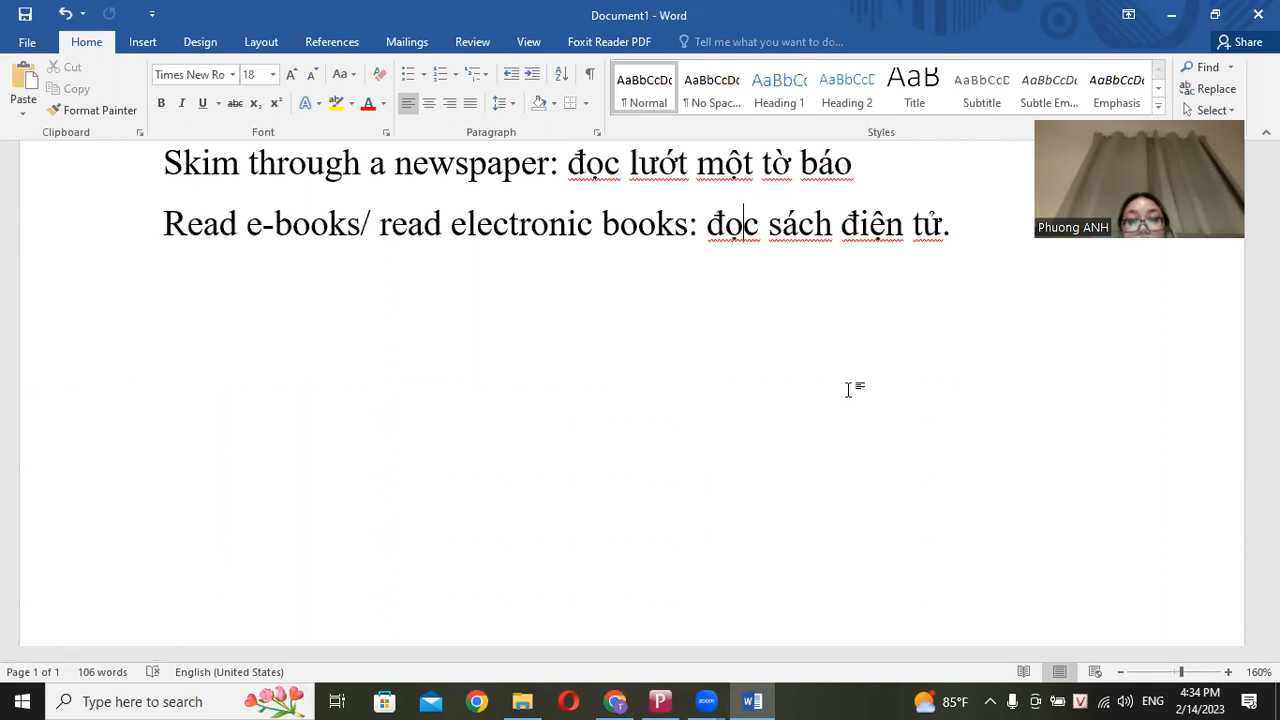 Document1 - Word
Share
File Home Insert Design Layout References Mailings Review View Foxit Reader PDF Tell me what you want to do...
Paste
Cut
Copy
Format Painter
Clipboard
Times New Ro 18
Font
Paragraph
AaBbCcDc AaBbCcDc AaBbCc AaBbCcD AaB AaBbCcD AaBbCcDc AaBbCcDc
¶ Normal ¶ No Spac... Heading 1 Heading 2 Title Subtitle Subtle Em... Emphasis
Styles
Find
Replace
Select
Skim through a newspaper: đọc lướt một tờ báo
Read e-books/ read electronic books: đọc sách điện tử.
Phuong ANH
Page 1 of 1 106 words English (United States) 160%
Type here to search
zoom
85°F
V
ENG
4:34 PM
2/14/2023